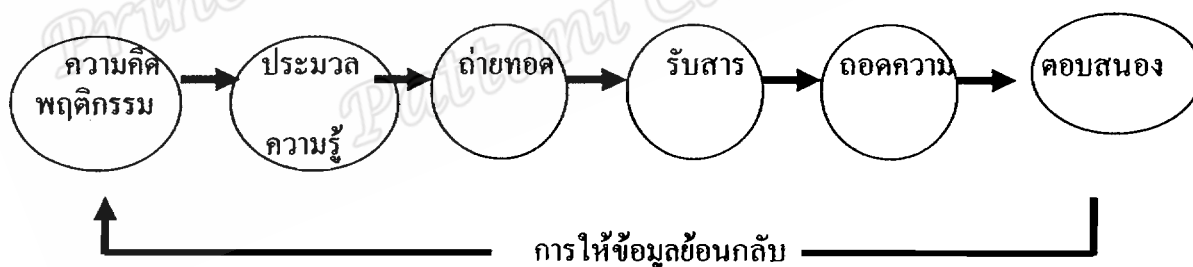 ความคิด
พฤติกรรม
ประมวล
ความรู้
ถ่ายทอด
รับสาร
ถอดความ
ตอบสนอง
การให้ข้อมูลย้อนกลับ
Pattani